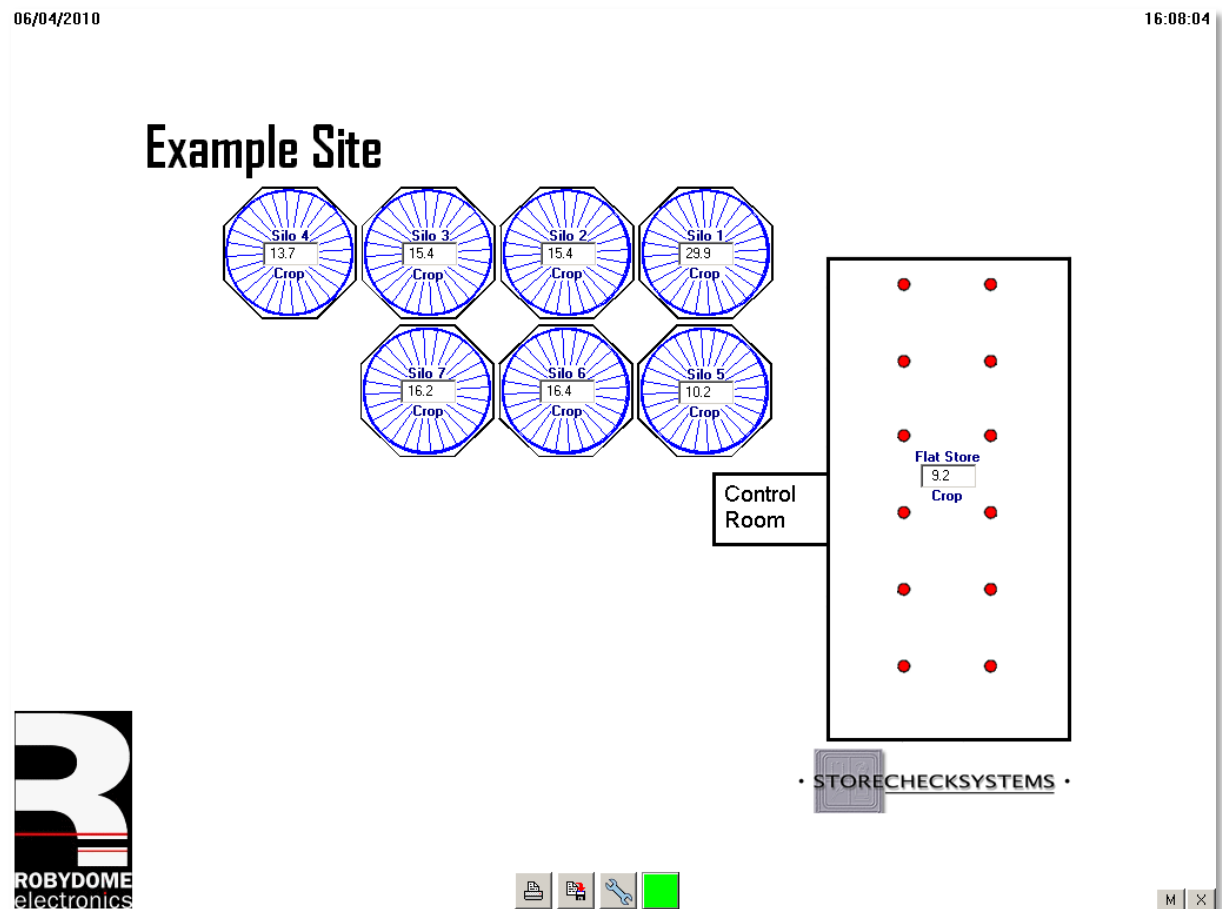 06/04/2010
16:08:04
Example Site
Silo 4
13.7
Crop
Silo 3
15.4
Crop
Silo 2
15.4
Crop
Silo 1
29.9
Crop
Silo 7
16.2
Crop
Silo 6
16.4
Crop
Silo 5
10.2
Crop
Flat Store
9.2
Crop
Control
Room
· STORECHECKSYSTEMS ·
ROBYDOME
electronics
M
X